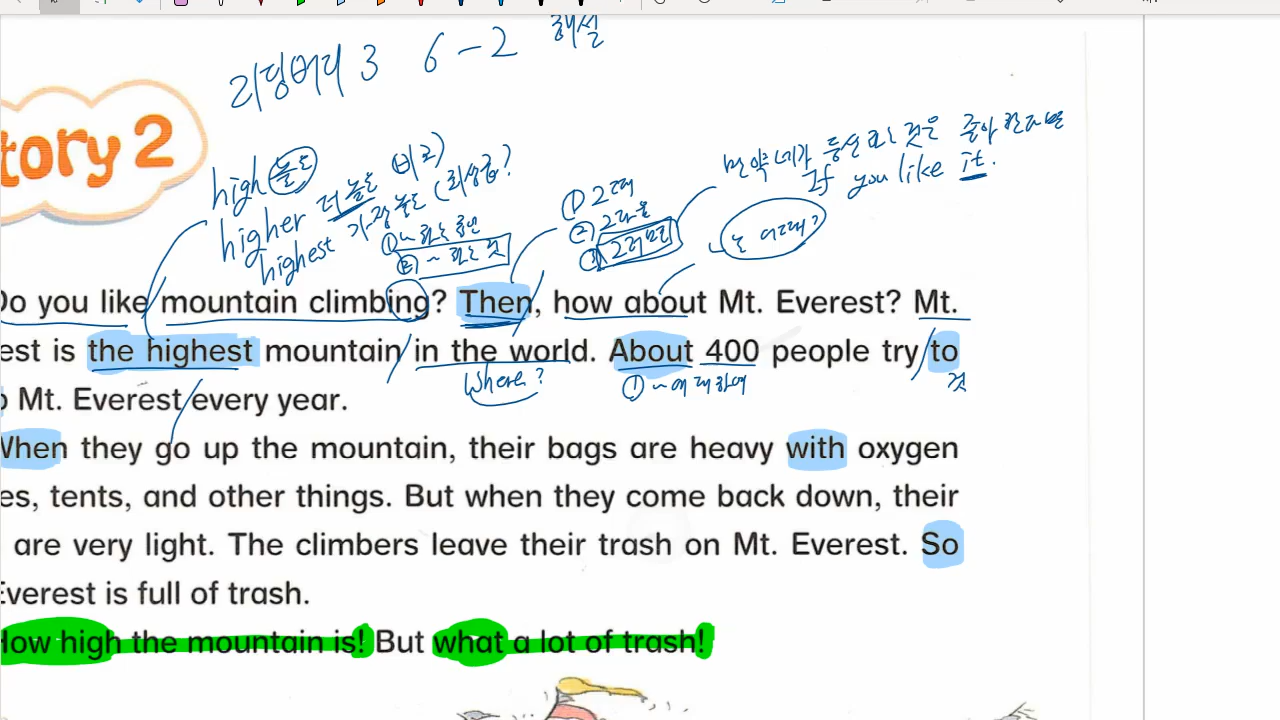 리딩버디 3 6-2 해설
tory 2
high 높은
higher 더 높은 비교)
highest 가장 높은 (최상급?
① ~하는 중인
② ~하는 것
① 그때
② 그 다음
③ 그러면
만약 네가 등산하는 것을 좋아한다면
If you like it.
는 어때?
Do you like mountain climbing? Then, how about Mt. Everest? Mt.
est is the highest mountain in the world. About 400 people try to
Where?
① ~에 대하여
것
Mt. Everest every year.
When they go up the mountain, their bags are heavy with oxygen
es, tents, and other things. But when they come back down, their
are very light. The climbers leave their trash on Mt. Everest. So
Everest is full of trash.
How high the mountain is! But what a lot of trash!